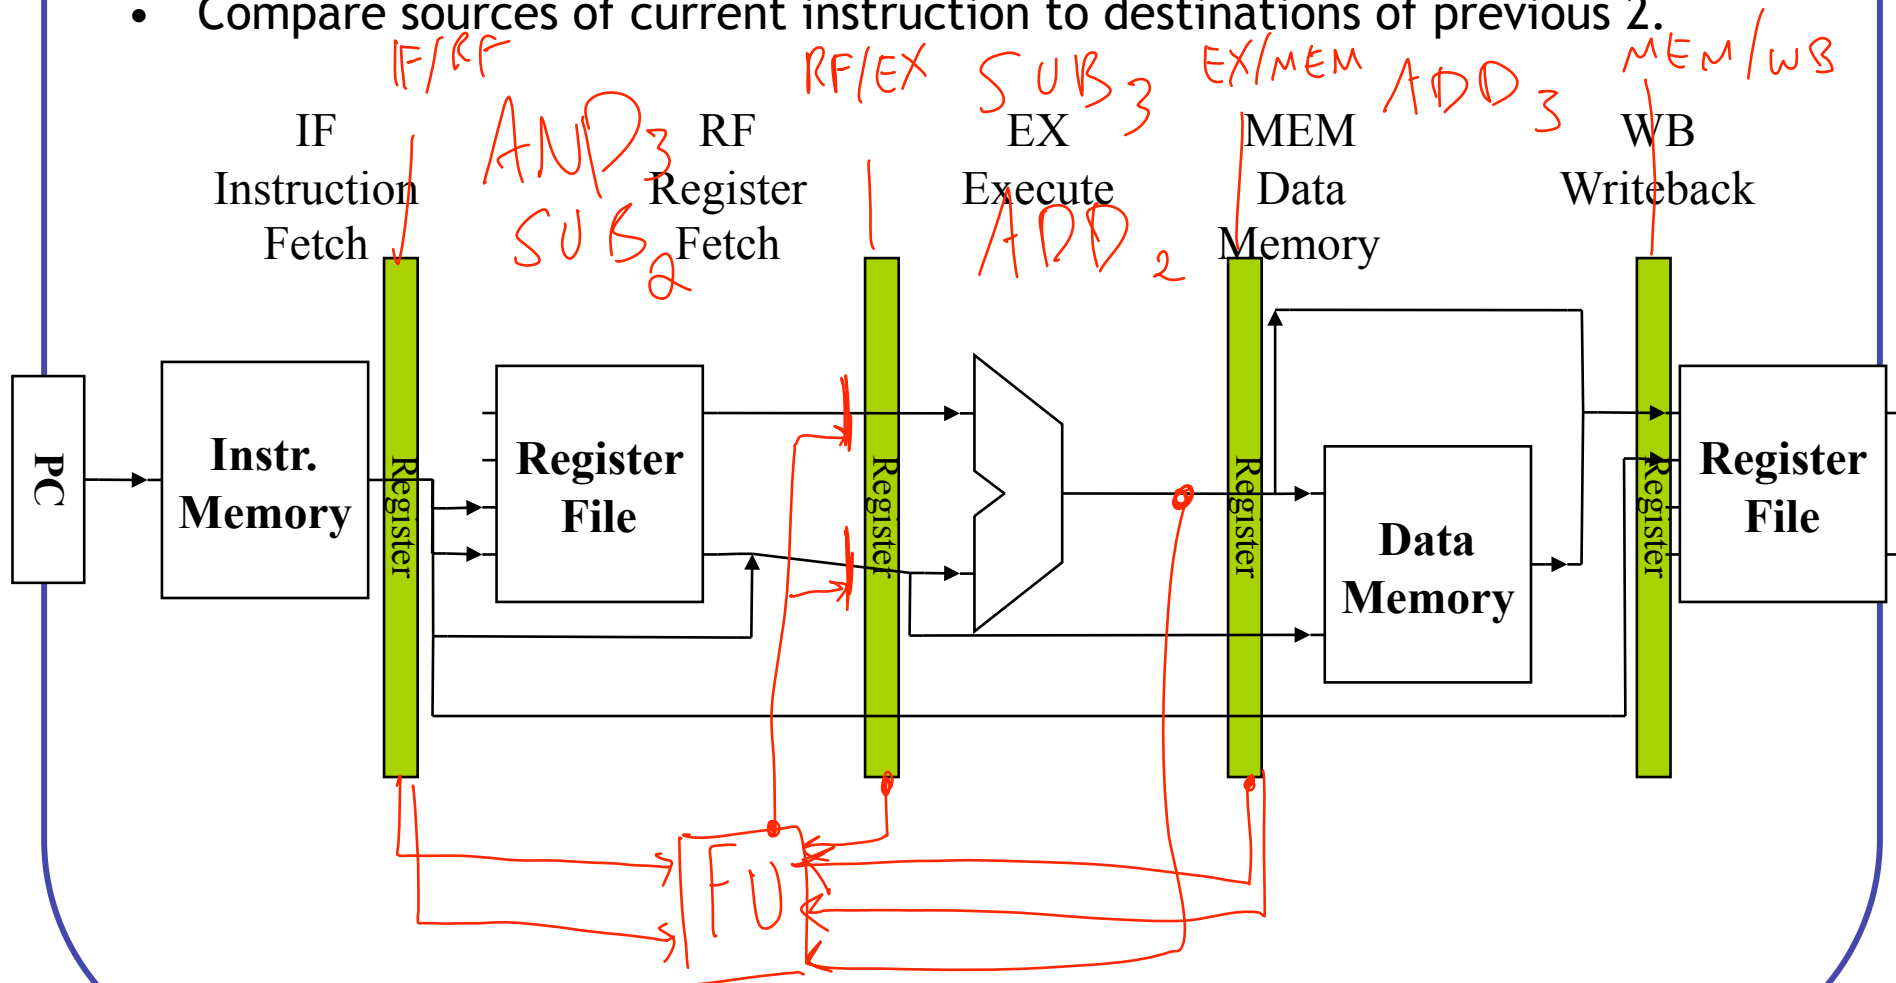 • Compare sources of current instruction to destinations of previous 2.
IF/RF RF/EX SUB3 EX/MEM ADD3 MEM/WB
IF AND3 RF EX MEM WB
Instruction Register Execute Data Writeback
Fetch SUB2 Fetch ADD2 Memory
PC
Instr.
Memory
Register
Register
File
Register
Register
Data
Memory
Register
Register
File
FU